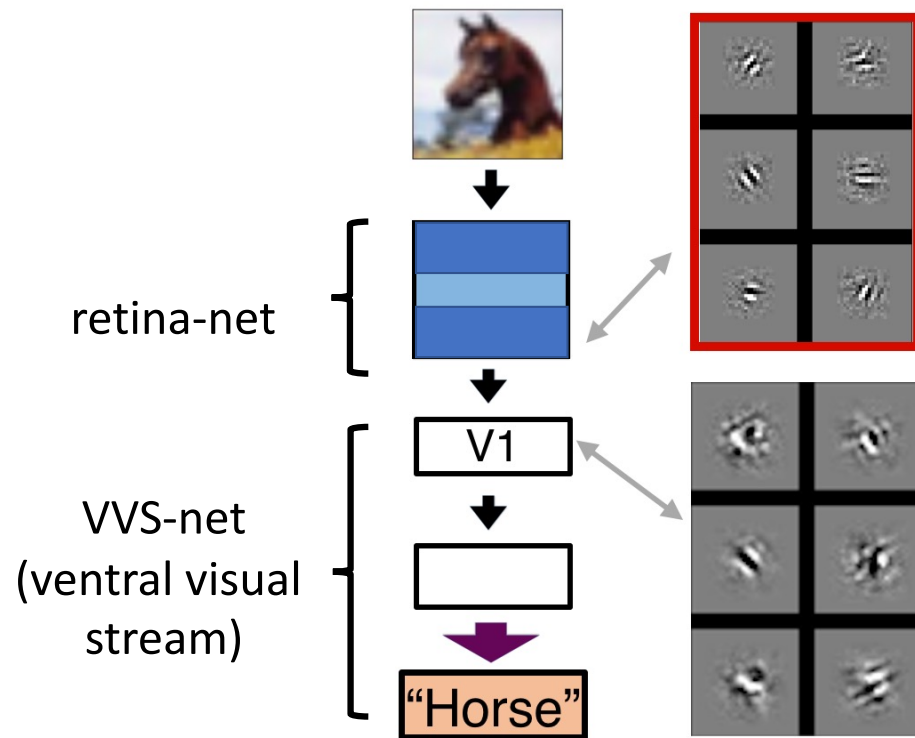 retina-net
V1
VVS-net
(ventral visual
stream)
“Horse”